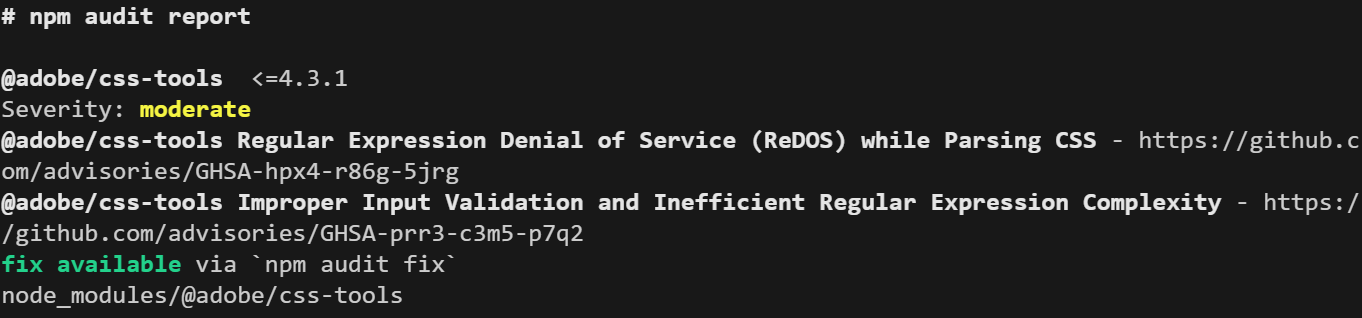 # npm audit report
@adobe/css-tools  <=4.3.1
Severity: moderate
@adobe/css-tools Regular Expression Denial of Service (ReDOS) while Parsing CSS - https://github.c
om/advisories/GHSA-hpx4-r86g-5jrg
@adobe/css-tools Improper Input Validation and Inefficient Regular Expression Complexity - https:/
/github.com/advisories/GHSA-prr3-c3m5-p7q2
fix available via `npm audit fix`
node_modules/@adobe/css-tools